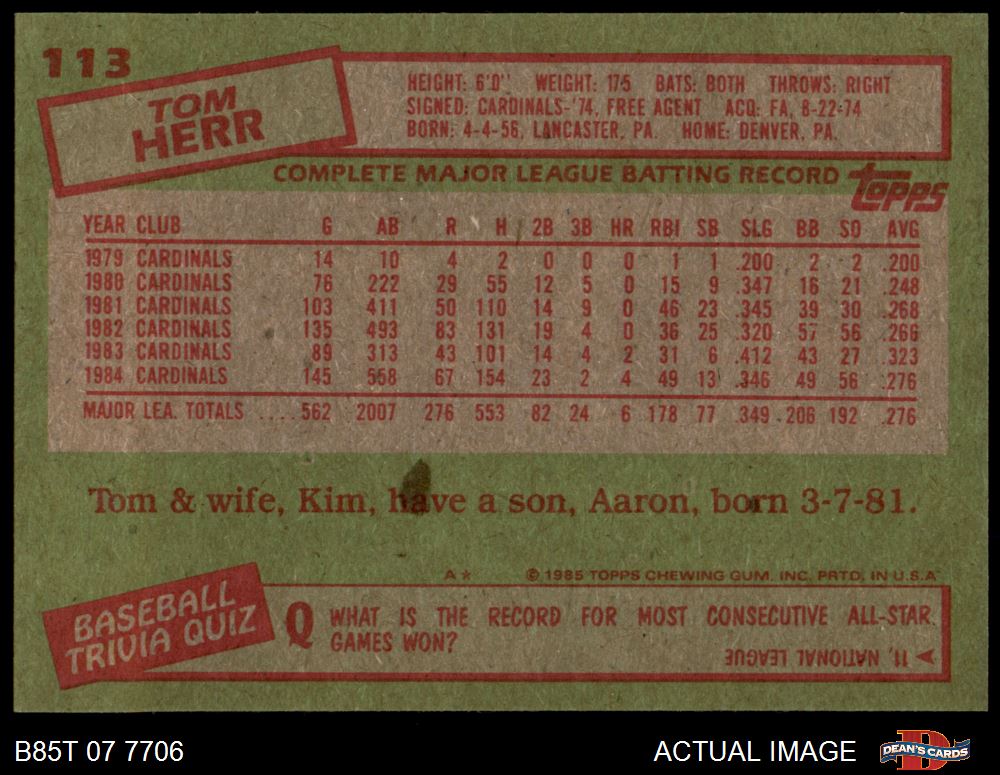 113
TOM
HERR
HEIGHT: 6'0" WEIGHT: 175 BATS: BOTH THROWS: RIGHT
SIGNED: CARDINALS-'74, FREE AGENT ACQ: FA, 8-22-74
BORN: 4-4-56, LANCASTER, PA. HOME: DENVER, PA.
COMPLETE MAJOR LEAGUE BATTING RECORD
topps
YEAR CLUB G AB R H 2B 3B HR RBI SB SLG BB SO AVG
1979 CARDINALS 14 10 4 2 0 0 0 1 1 .200 2 2 .200
1980 CARDINALS 76 222 29 55 12 5 0 15 9 .347 16 21 .248
1981 CARDINALS 103 411 50 110 14 9 0 46 23 .345 39 30 .268
1982 CARDINALS 135 493 83 131 19 4 0 36 25 .320 57 56 .266
1983 CARDINALS 89 313 43 101 14 4 2 31 6 .412 43 27 .323
1984 CARDINALS 145 558 67 154 23 2 4 49 13 .346 49 56 .276
MAJOR LEA. TOTALS .... 562 2007 276 553 82 24 6 178 77 .349 206 192 .276
Tom & wife, Kim, have a son, Aaron, born 3-7-81.
A* © 1985 TOPPS CHEWING GUM, INC. PRTD. IN U.S.A.
BASEBALL
TRIVIA QUIZ
Q WHAT IS THE RECORD FOR MOST CONSECUTIVE ALL-STAR
GAMES WON?
11, NATIONAL LEAGUE
B85T 07 7706
ACTUAL IMAGE
D
DEAN'S CARDS